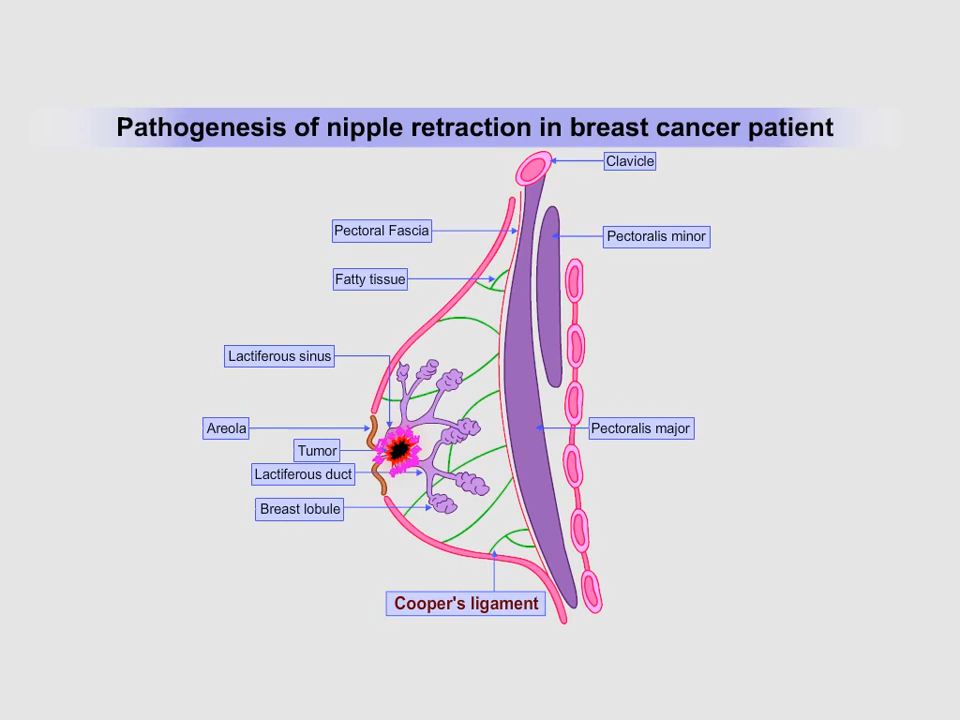 Pathogenesis of nipple retraction in breast cancer patient
Clavicle
Pectoral Fascia
Pectoralis minor
Fatty tissue
Lactiferous sinus
Areola
Pectoralis major
Tumor
Lactiferous duct
Breast lobule
Cooper's ligament